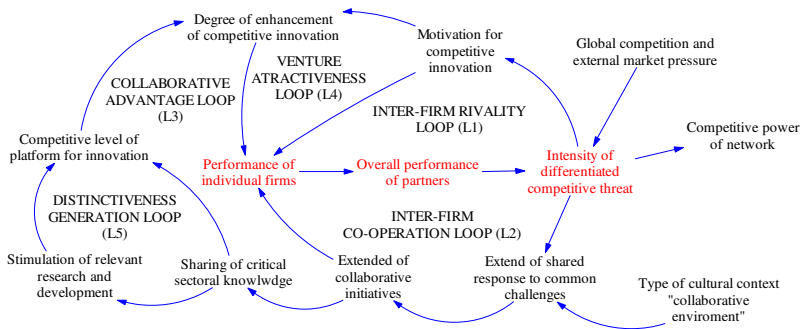 Degree of enhancement
of competitive innovation
Motivation for
competitive
innovation
Global competition and
external market pressure
COLLABORATIVE
ADVANTAGE LOOP
(L3)
VENTURE
ATRACTIVENESS
LOOP (L4)
INTER-FIRM RIVALITY
LOOP (L1)
Competitive power
of network
Competitive level of
platform for innovation
Performance of
individual firms
Overall performance
of partners
Intensity of
differentiated
competitive threat
DISTINCTIVENESS
GENERATION LOOP
(L5)
INTER-FIRM
CO-OPERATION LOOP (L2)
Stimulation of relevant
research and
development
Sharing of critical
sectoral knowlwdge
Extended of
collaborative
initiatives
Extend of shared
response to common
challenges
Type of cultural context
"collaborative
enviroment"